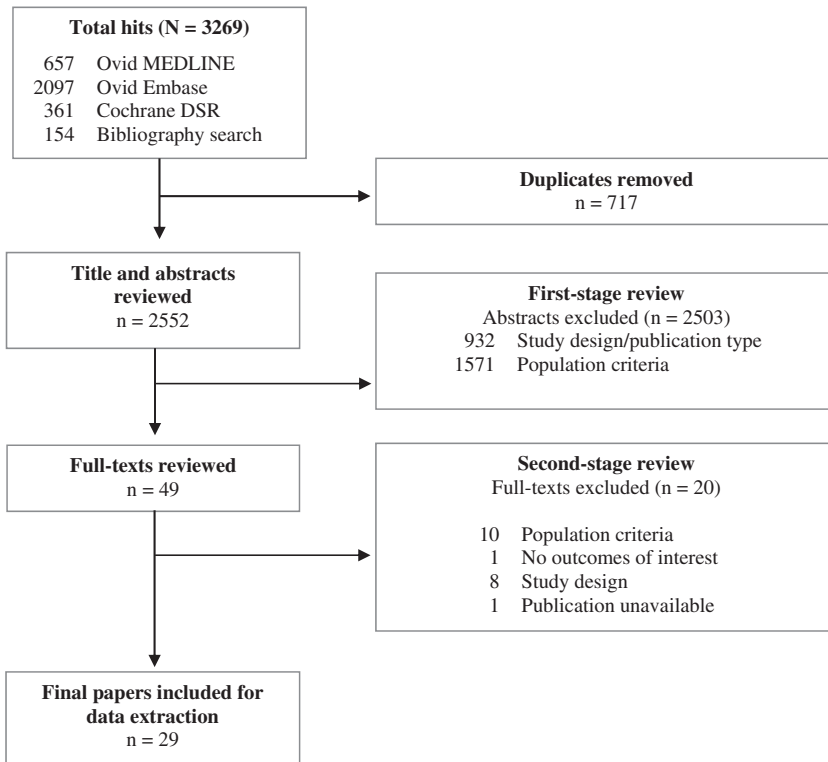 Total hits (N = 3269)
657 Ovid MEDLINE
2097 Ovid Embase
361 Cochrane DSR
154 Bibliography search
Duplicates removed
n = 717
Title and abstracts
reviewed
n = 2552
First-stage review
Abstracts excluded (n = 2503)
932 Study design/publication type
1571 Population criteria
Full-texts reviewed
n = 49
Second-stage review
Full-texts excluded (n = 20)
10 Population criteria
1 No outcomes of interest
8 Study design
1 Publication unavailable
Final papers included for
data extraction
n = 29